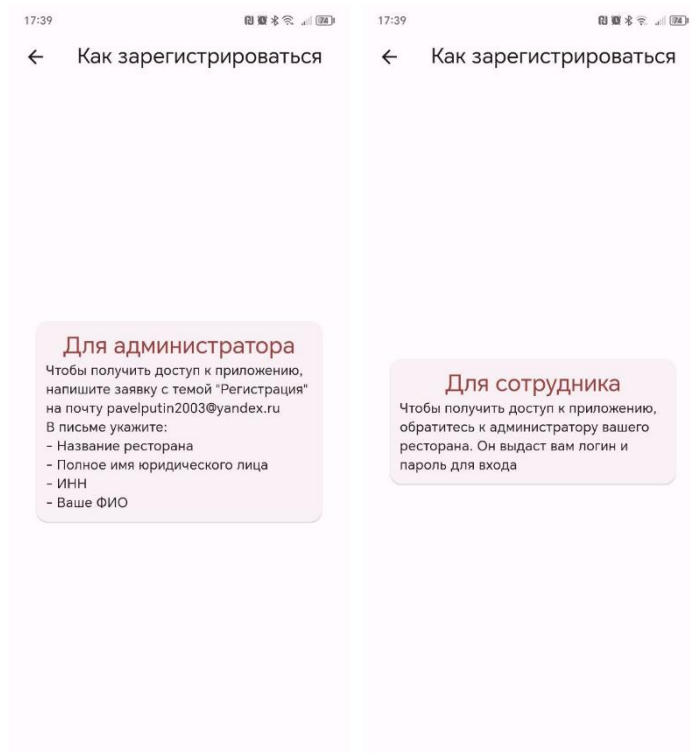 17:39
74
Как зарегистрироваться
Для администратора
Чтобы получить доступ к приложению,
напишите заявку с темой "Регистрация"
на почту pavelputin2003@yandex.ru
В письме укажите:
- Название ресторана
- Полное имя юридического лица
- ИНН
- Ваше ФИО
17:39
74
Как зарегистрироваться
Для сотрудника
Чтобы получить доступ к приложению,
обратитесь к администратору вашего
ресторана. Он выдаст вам логин и
пароль для входа